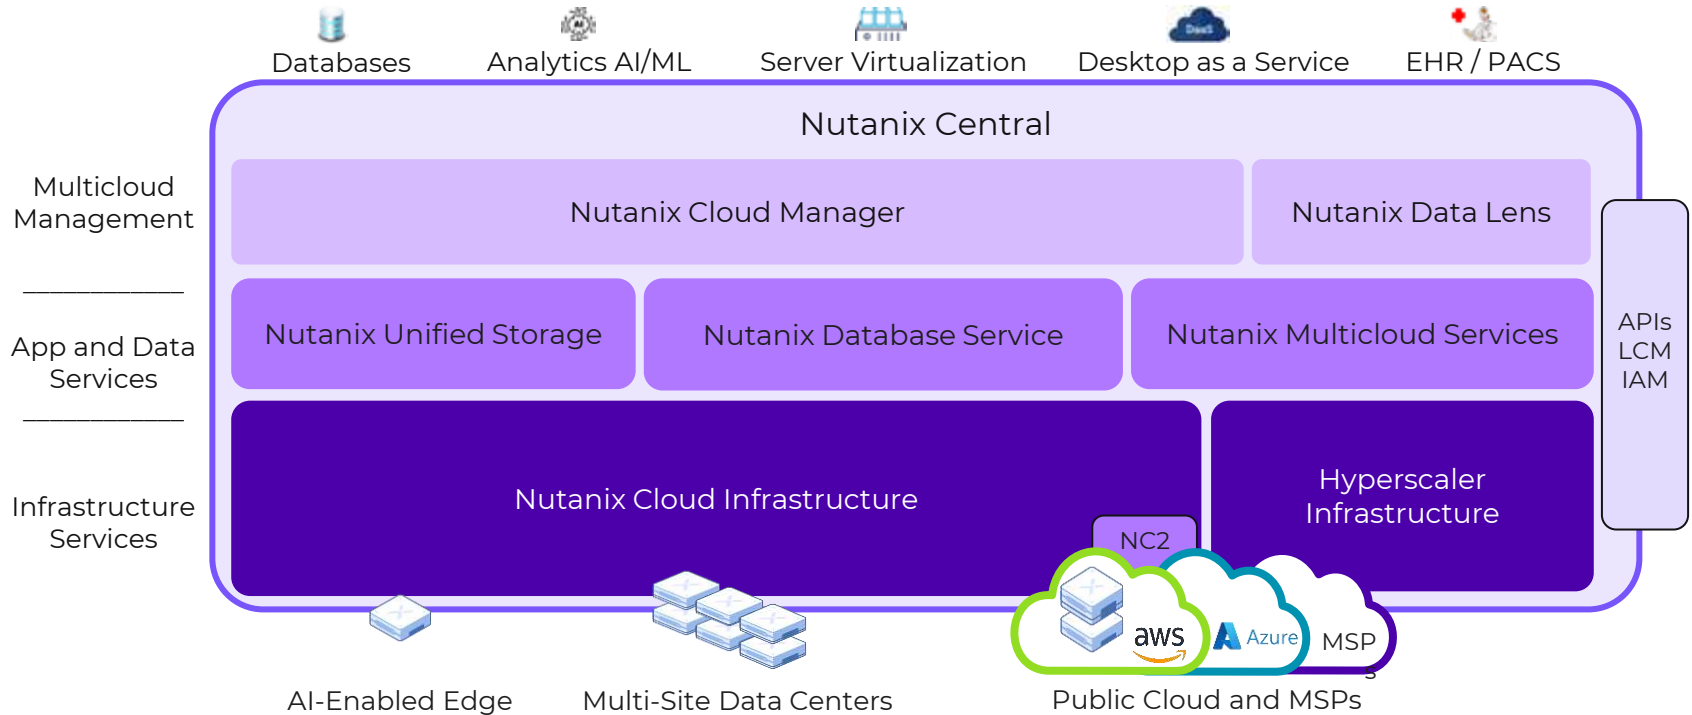 Databases
Analytics AI/ML
Server Virtualization
DaaS
Desktop as a Service
EHR / PACS
Nutanix Central
Multicloud
Management
Nutanix Cloud Manager
Nutanix Data Lens
____________
App and Data
Services
Nutanix Unified Storage
Nutanix Database Service
Nutanix Multicloud Services
APIs
LCM
IAM
____________
Infrastructure
Services
Nutanix Cloud Infrastructure
Hyperscaler
Infrastructure
NC2
aws
Azure
MSP
s
AI-Enabled Edge
Multi-Site Data Centers
Public Cloud and MSPs